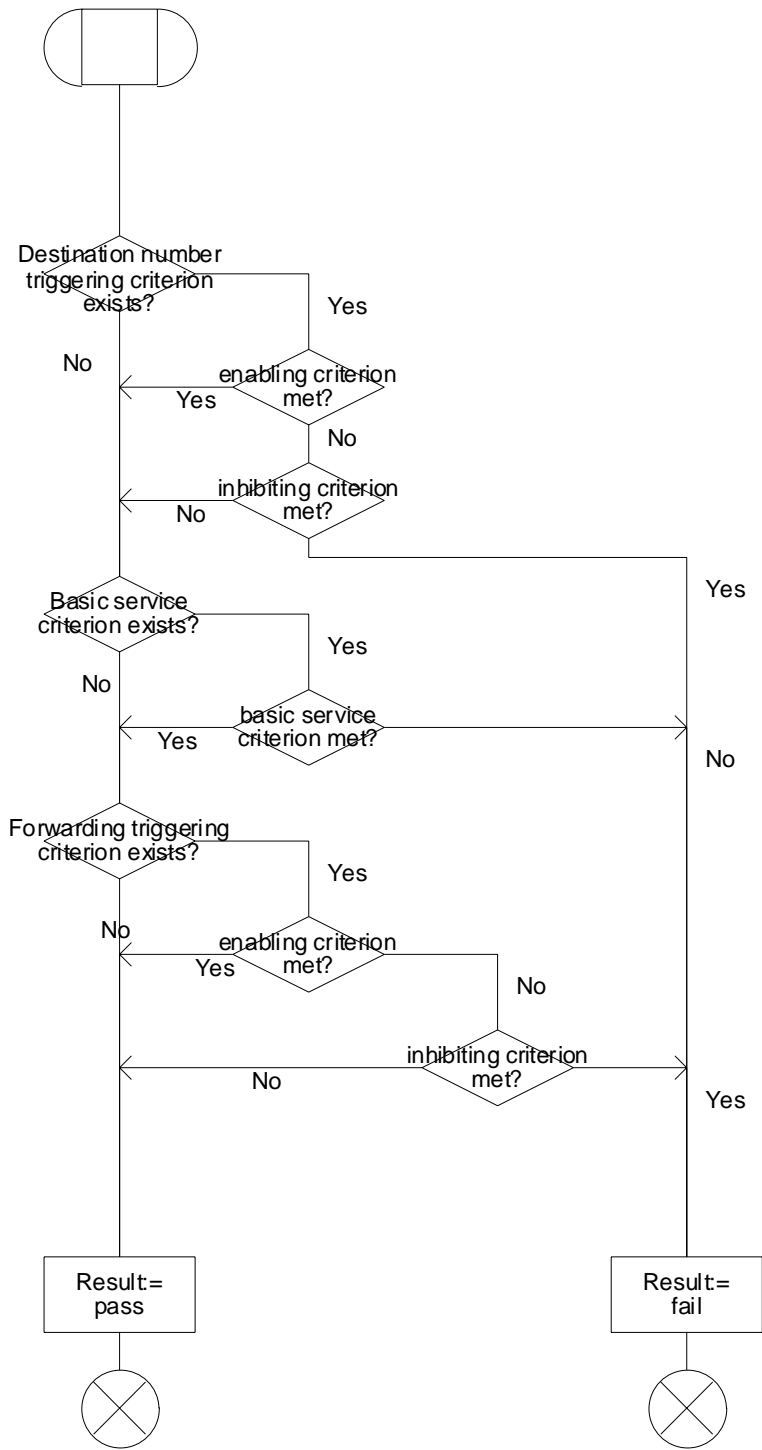 Destination number
triggering criterion
exists?
Yes
No
enabling criterion
met?
Yes
No
inhibiting criterion
met?
No
Yes
Basic service
criterion exists?
Yes
No
basic service
criterion met?
Yes
No
Forwarding triggering
criterion exists?
Yes
No
enabling criterion
met?
Yes
No
inhibiting criterion
met?
No
Yes
Result:=
pass
Result:=
fail